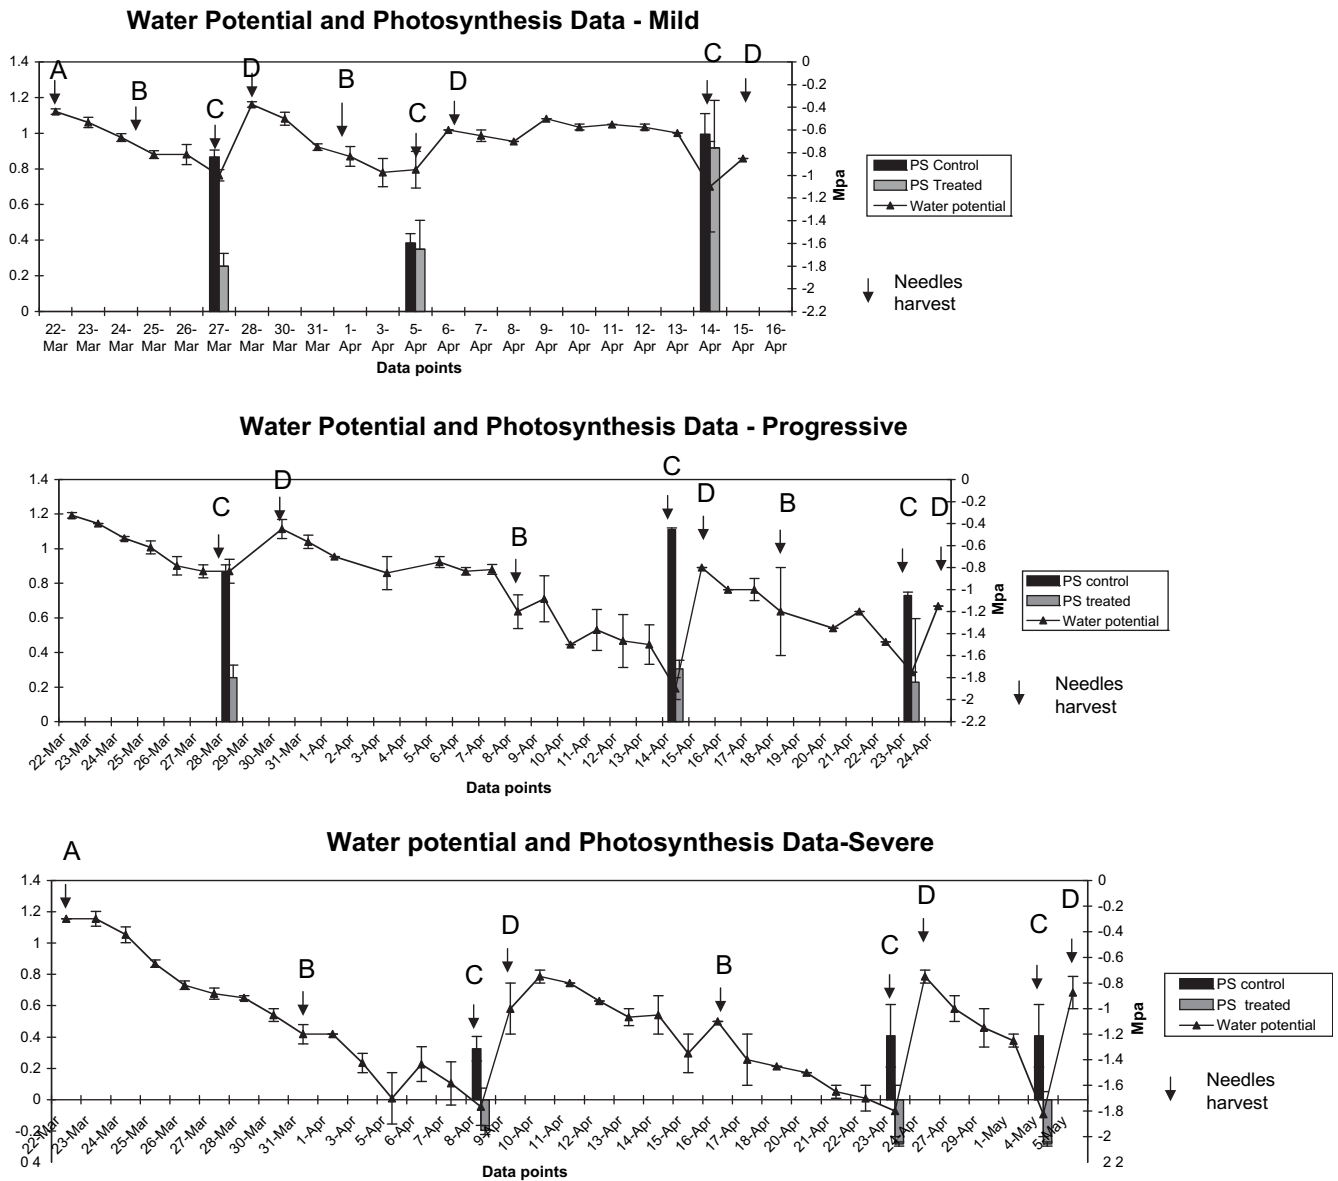 Water Potential and Photosynthesis Data - Mild
1.4
1.2
1
0.8
0.6
0.4
0.2
0
A
B
C
D
B
C
D
C
D
0
-0.2
-0.4
-0.6
-0.8
-1
-1.2
-1.4
-1.6
-1.8
-2
-2.2
Mpa
PS Control
PS Treated
Water potential
Needles
harvest
22- 23- 24- 25- 26- 27- 28- 30- 31- 1- 3- 5- 6- 7- 8- 9- 10- 11- 12- 13- 14- 15- 16-
Mar Mar Mar Mar Mar Mar Mar Mar Mar Apr Apr Apr Apr Apr Apr Apr Apr Apr Apr Apr Apr Apr Apr
Data points
Water Potential and Photosynthesis Data - Progressive
1.4
1.2
1
0.8
0.6
0.4
0.2
0
C
D
B
C
D
B
C
D
0
-0.2
-0.4
-0.6
-0.8
-1
-1.2
-1.4
-1.6
-1.8
-2
-2.2
Mpa
PS control
PS treated
Water potential
Needles
harvest
22-Mar 23-Mar 24-Mar 25-Mar 26-Mar 27-Mar 28-Mar 29-Mar 30-Mar 31-Mar 1-Apr 2-Apr 3-Apr 4-Apr 5-Apr 6-Apr 7-Apr 8-Apr 9-Apr 10-Apr 11-Apr 12-Apr 13-Apr 14-Apr 15-Apr 16-Apr 17-Apr 18-Apr 19-Apr 20-Apr 21-Apr 22-Apr 23-Apr 24-Apr
Data points
Water potential and Photosynthesis Data-Severe
A
1.4
1.2
1
0.8
0.6
0.4
0.2
0
-0.2
0 4
B
C
D
B
C
D
C
D
0
-0.2
-0.4
-0.6
-0.8
-1
-1.2
-1.4
-1.6
-1.8
-2
2 2
Mpa
PS control
PS treated
Water potential
Needles
harvest
22-Mar 23-Mar 24-Mar 25-Mar 26-Mar 27-Mar 28-Mar 30-Mar 31-Mar 1-Apr 3-Apr 5-Apr 6-Apr 7-Apr 8-Apr 9-Apr 10-Apr 11-Apr 12-Apr 13-Apr 14-Apr 15-Apr 16-Apr 17-Apr 18-Apr 20-Apr 21-Apr 22-Apr 23-Apr 24-Apr 27-Apr 29-Apr 1-May 4-May 5-May
Data points